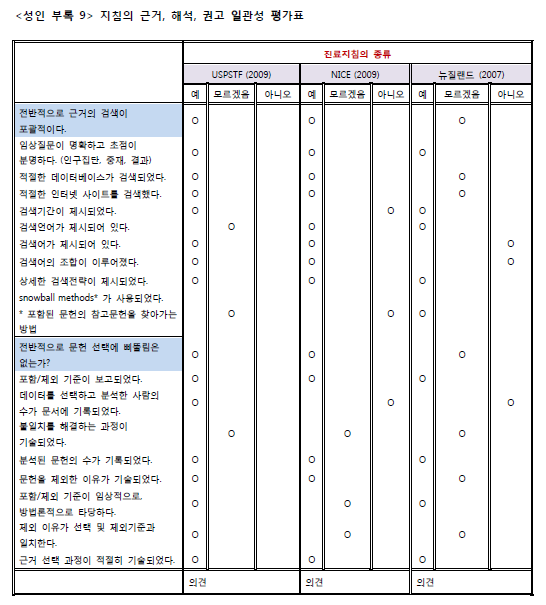 <성인 부록 9> 지침의 근거, 해석, 권고 일관성 평가표
진료지침의 종류
USPSTF (2009) NICE (2009) 뉴질랜드 (2007)
예 모르겠음 아니오 예 모르겠음 아니오 예 모르겠음 아니오
전반적으로 근거의 검색이
포괄적이다. O O O
임상질문이 명확하고 초점이
분명하다. (인구집단, 중재, 결과) O O O
적절한 데이터베이스가 검색되었다. O O O
적절한 인터넷 사이트를 검색했다. O O O
검색기간이 제시되었다. O O O
검색언어가 제시되어 있다. O O O
검색어가 제시되어 있다. O O O
검색어의 조합이 이루어졌다. O O O
상세한 검색전략이 제시되었다. O O O
snowball methods* 가 사용되었다.
* 포함된 문헌의 참고문헌을 찾아가는 O O O
방법
전반적으로 문헌 선택에 삐뚤림은
없는가? O O O
포함/제외 기준이 보고되었다. O O O
데이터를 선택하고 분석한 사람의
수가 문서에 기록되었다. O O O
불일치를 해결하는 과정이
기술되었다. O O O
분석된 문헌의 수가 기록되었다. O O O
문헌을 제외한 이유가 기술되었다. O O O
포함/제외 기준이 임상적으로,
방법론적으로 타당하다. O O O
제외 이유가 선택 및 제외기준과
일치한다. O O O
근거 선택 과정이 적절히 기술되었다. O O O
의견 의견 의견